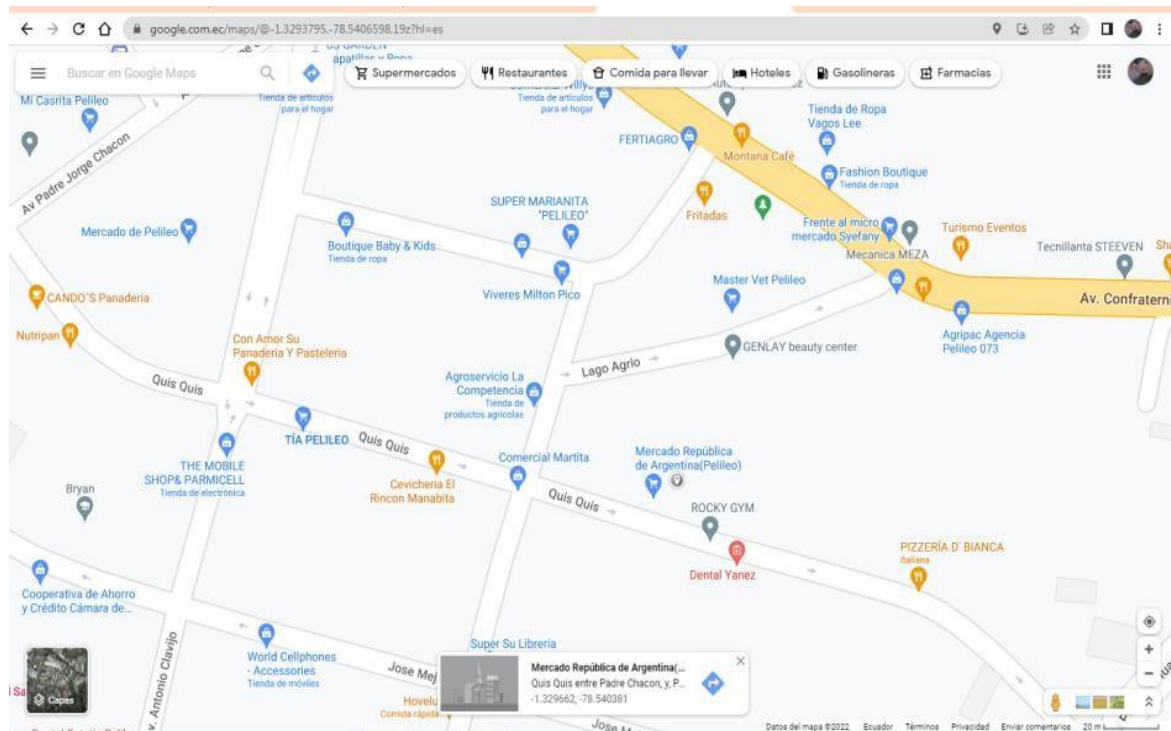 google.com.ec/maps/@-1.3293795,-78.5406598,19z?hl=es
Buscar en Google Maps
Supermercados
Restaurantes
Comida para llevar
Hoteles
Gasolineras
Farmacias
Mi Casrita Pelileo
Tienda de artículos
para el hogar
Tienda de artículos
para el hogar
Av Padre Jorge Chacon
FERTIAGRO
Montana Café
Tienda de Ropa
Vagos Lee
Fashion Boutique
Tienda de ropa
Mercado de Pelileo
Boutique Baby & Kids
Tienda de ropa
SUPER MARIANITA
"PELILEO"
Fritadas
Frente al micro
mercado Syefany
Mecanica MEZA
Turismo Eventos
Tecnillanta STEEVEN
Viveres Milton Pico
Master Vet Pelileo
CANDO´S Panaderia
Av. Confraterni
Nutripan
Con Amor Su
Panaderia Y Pasteleria
GENLAY beauty center
Agripac Agencia
Pelileo 073
Lago Agrio
Quis Quis
Agroservicio La
Competencia
Tienda de
productos agrícolas
TÍA PELILEO
Quis Quis
THE MOBILE
SHOP& PARMICELL
Tienda de electrónica
Cevicheria El
Rincon Manabita
Comercial Martita
Mercado República
de Argentina(Pelileo)
Bryan
Quis Quis
ROCKY GYM
Dental Yanez
PIZZERÍA D´ BIANCA
Italiana
Cooperativa de Ahorro
y Crédito Cámara de...
World Cellphones
- Accessories
Tienda de móviles
v. Antonio Clavijo
Super Su Librería
Jose Mej
Hovelu
Comida rápida
Mercado República de Argentina(...
Quis Quis entre Padre Chacon, y, P...
-1.329662, -78.540381
Capas
Jose M
Datos del mapa ©2022
Ecuador
Términos
Privacidad
Enviar comentarios
20 m